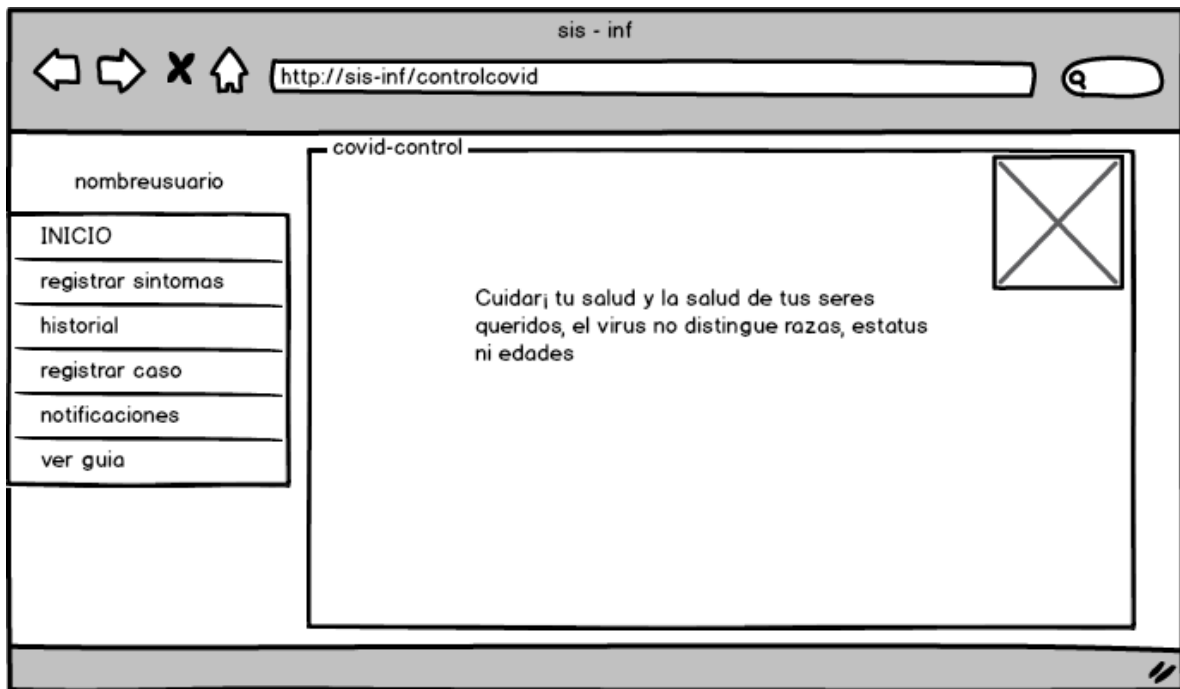 sis - inf
http://sis-inf/controlcovid
nombreusuario
INICIO
registrar sintomas
historial
registrar caso
notificaciones
ver guia
covid-control
Cuidar¡ tu salud y la salud de tus seres
queridos, el virus no distingue razas, estatus
ni edades